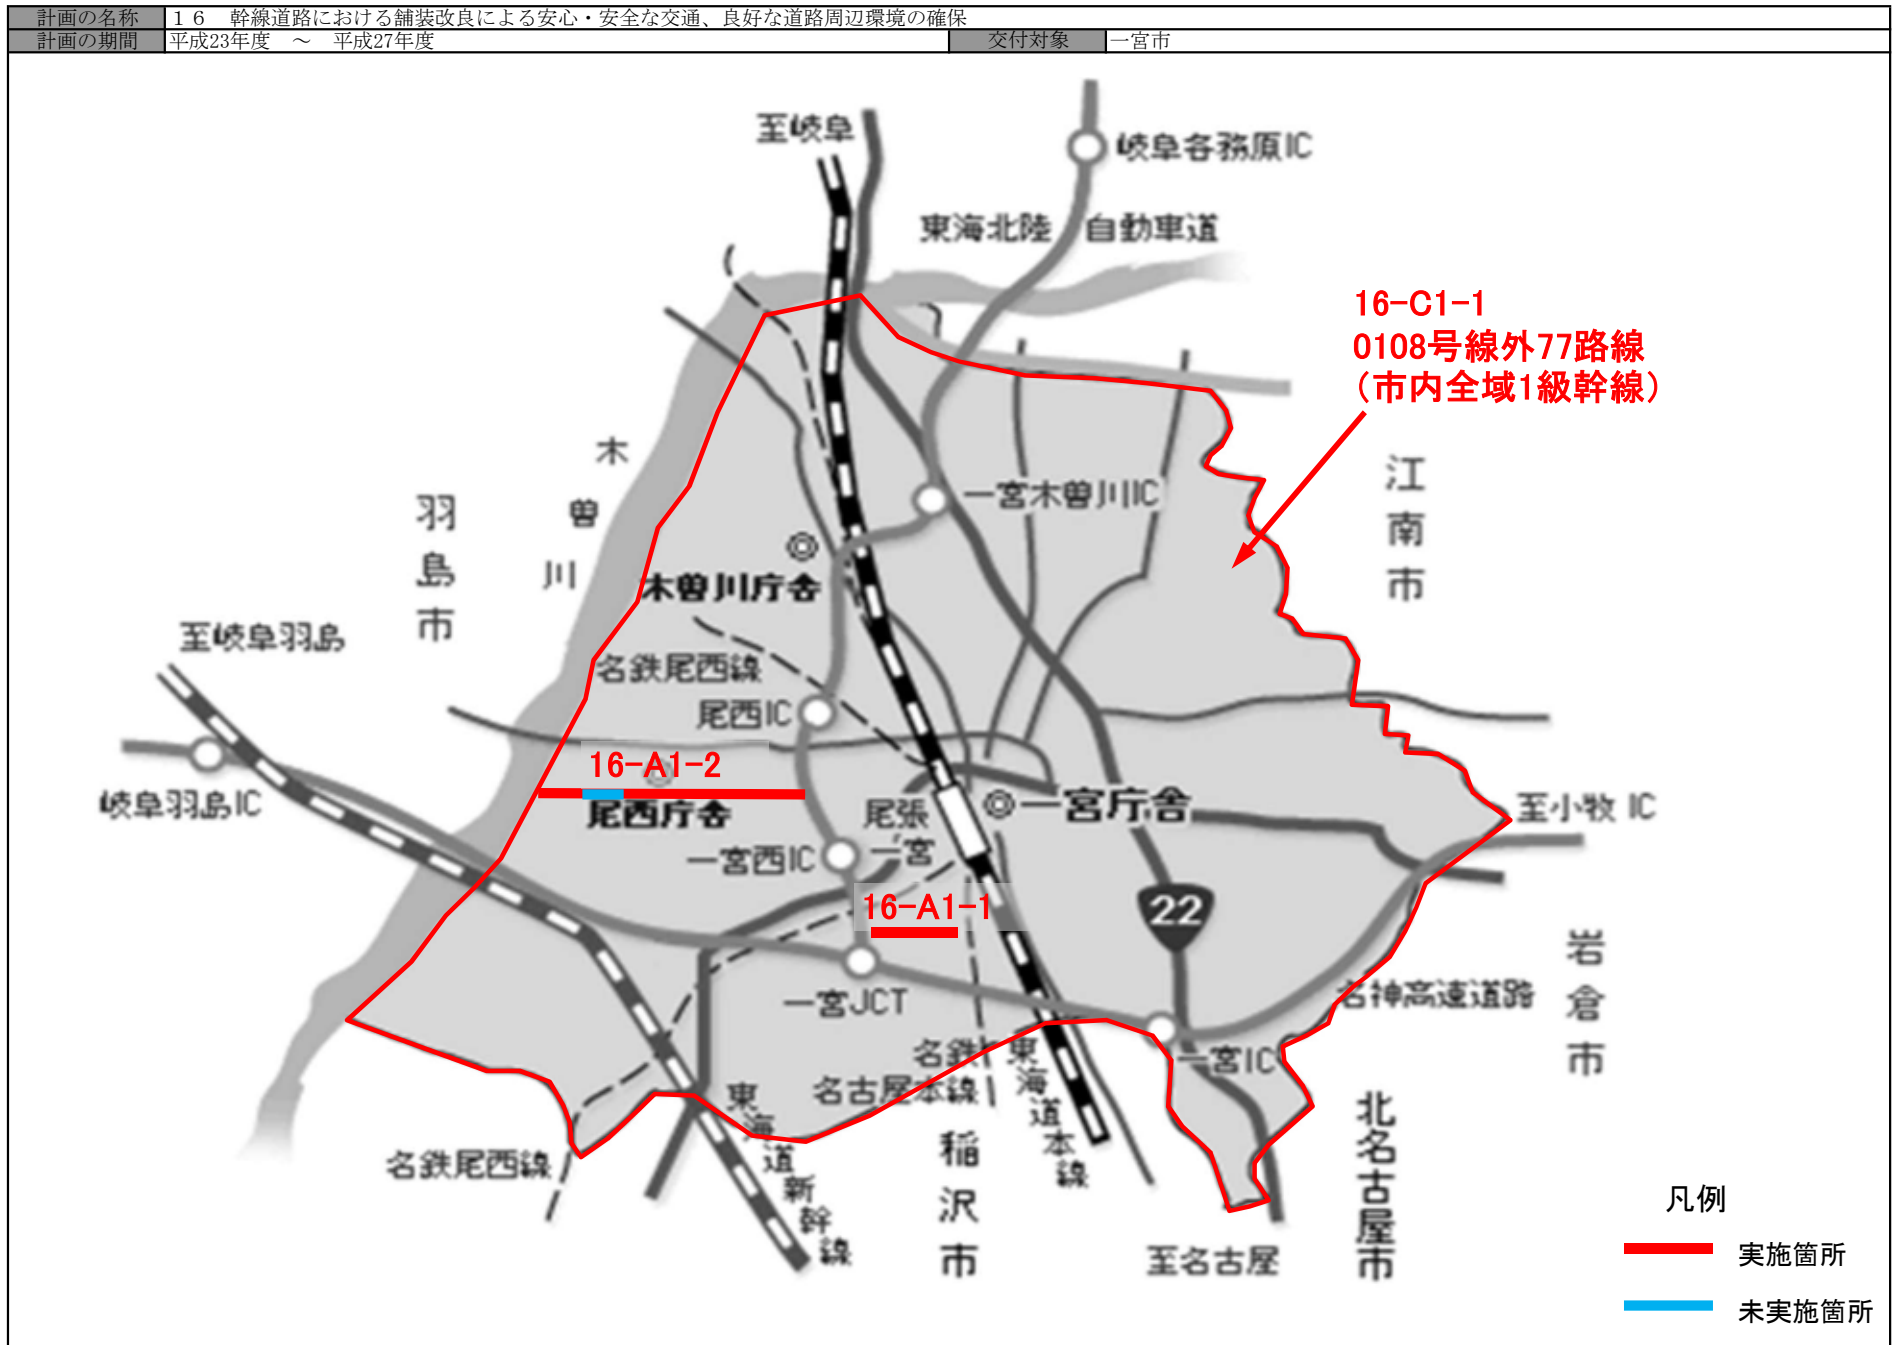 計画の名称 １６　幹線道路における舗装改良による安心・安全な交通、良好な道路周辺環境の確保
計画の期間 平成23年度　～　平成27年度 交付対象 一宮市
至岐阜
岐阜各務原IC
東海北陸 自動車道
16-C1-1
0108号線外77路線
（市内全域1級幹線）
木曽川
羽島市
江南市
一宮木曽川IC
木曽川庁舎
至岐阜羽島
名鉄尾西線
尾西IC
16-A1-2
岐阜羽島IC
尾西庁舎
尾張
一宮
一宮庁舎
至小牧 IC
一宮西IC
16-A1-1
22
岩倉市
一宮JCT
名神高速道路
名鉄
名古屋本線
東海道本線
一宮IC
東海道新幹線
名鉄尾西線
稲沢市
北名古屋市
至名古屋
凡例
実施箇所
未実施箇所